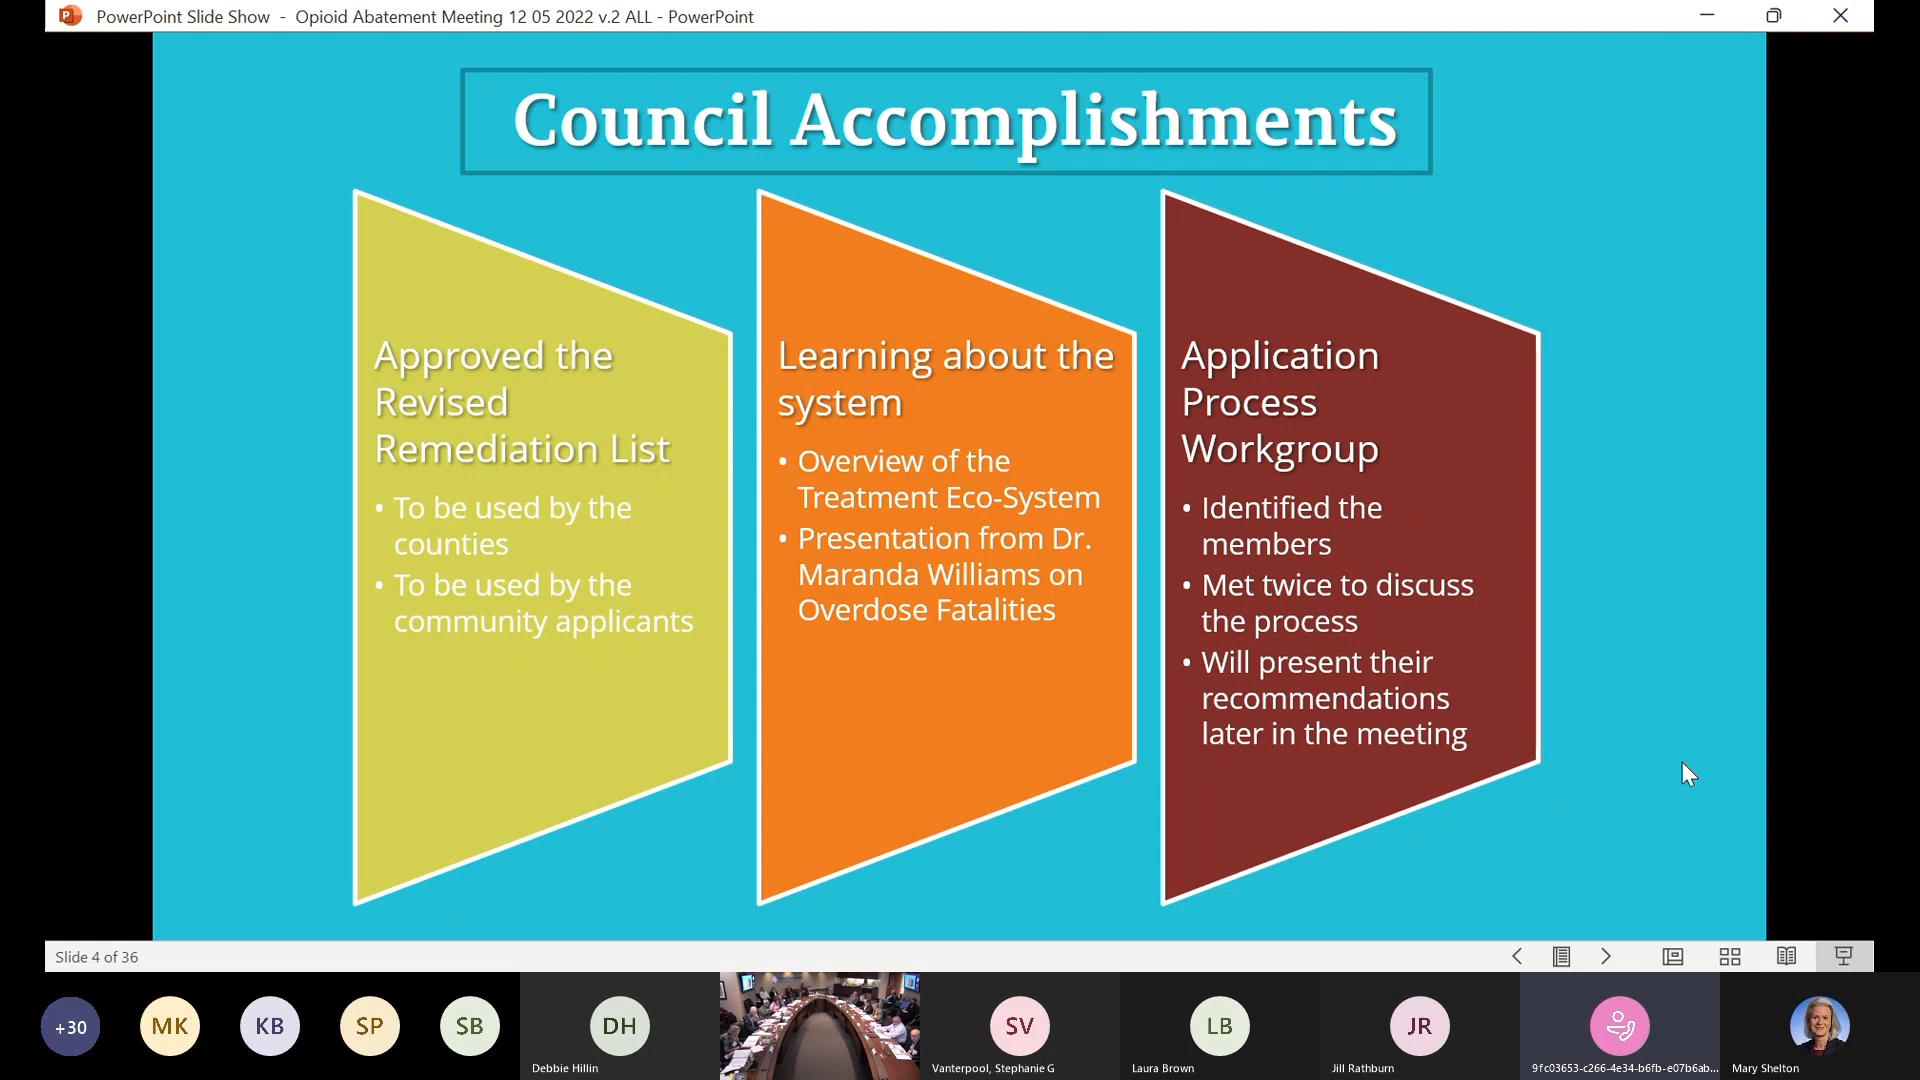 PowerPoint Slide Show - Opioid Abatement Meeting 12 05 2022 v.2 ALL - PowerPoint
Council Accomplishments
Approved the
Revised
Remediation List
• To be used by the
counties
• To be used by the
community applicants
Learning about the
system
• Overview of the
Treatment Eco-System
• Presentation from Dr.
Maranda Williams on
Overdose Fatalities
Application
Process
Workgroup
• Identified the
members
• Met twice to discuss
the process
• Will present their
recommendations
later in the meeting
Slide 4 of 36
+30
MK
KB
SP
SB
DH
Debbie Hillin
SV
Vanterpool, Stephanie G
LB
Laura Brown
JR
Jill Rathburn
9fc03653-c266-4e34-b6fb-e07b6ab...
Mary Shelton